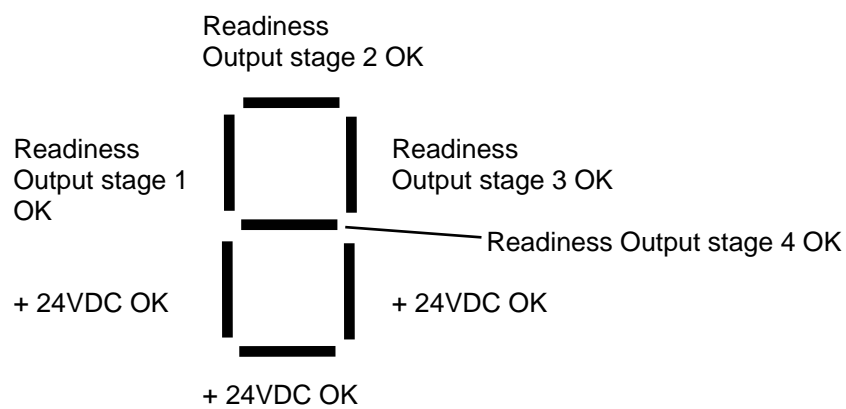 Readiness
Output stage 2 OK
Readiness
Output stage 1
OK
Readiness
Output stage 3 OK
Readiness Output stage 4 OK
+ 24VDC OK
+ 24VDC OK
+ 24VDC OK